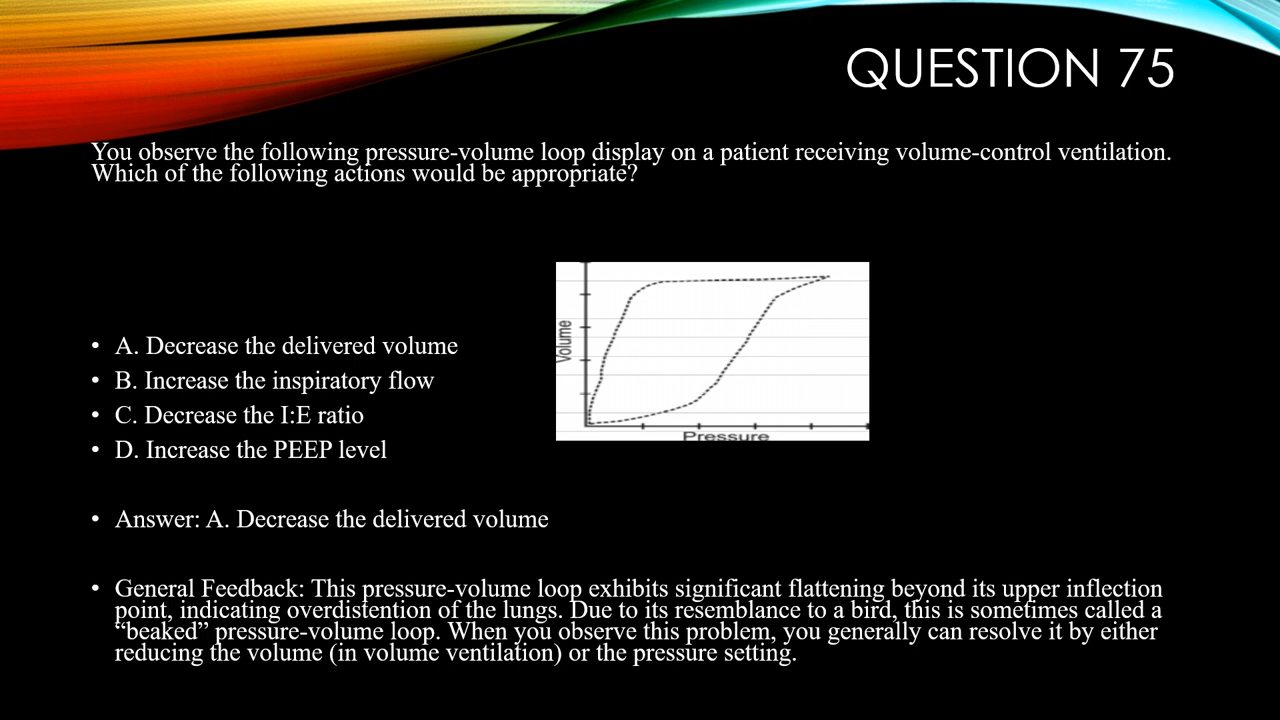 QUESTION 75
You observe the following pressure-volume loop display on a patient receiving volume-control ventilation.
Which of the following actions would be appropriate?
Volume
Pressure
• A. Decrease the delivered volume
• B. Increase the inspiratory flow
• C. Decrease the I:E ratio
• D. Increase the PEEP level
• Answer: A. Decrease the delivered volume
• General Feedback: This pressure-volume loop exhibits significant flattening beyond its upper inflection
point, indicating overdistention of the lungs. Due to its resemblance to a bird, this is sometimes called a
“beaked” pressure-volume loop. When you observe this problem, you generally can resolve it by either
reducing the volume (in volume ventilation) or the pressure setting.